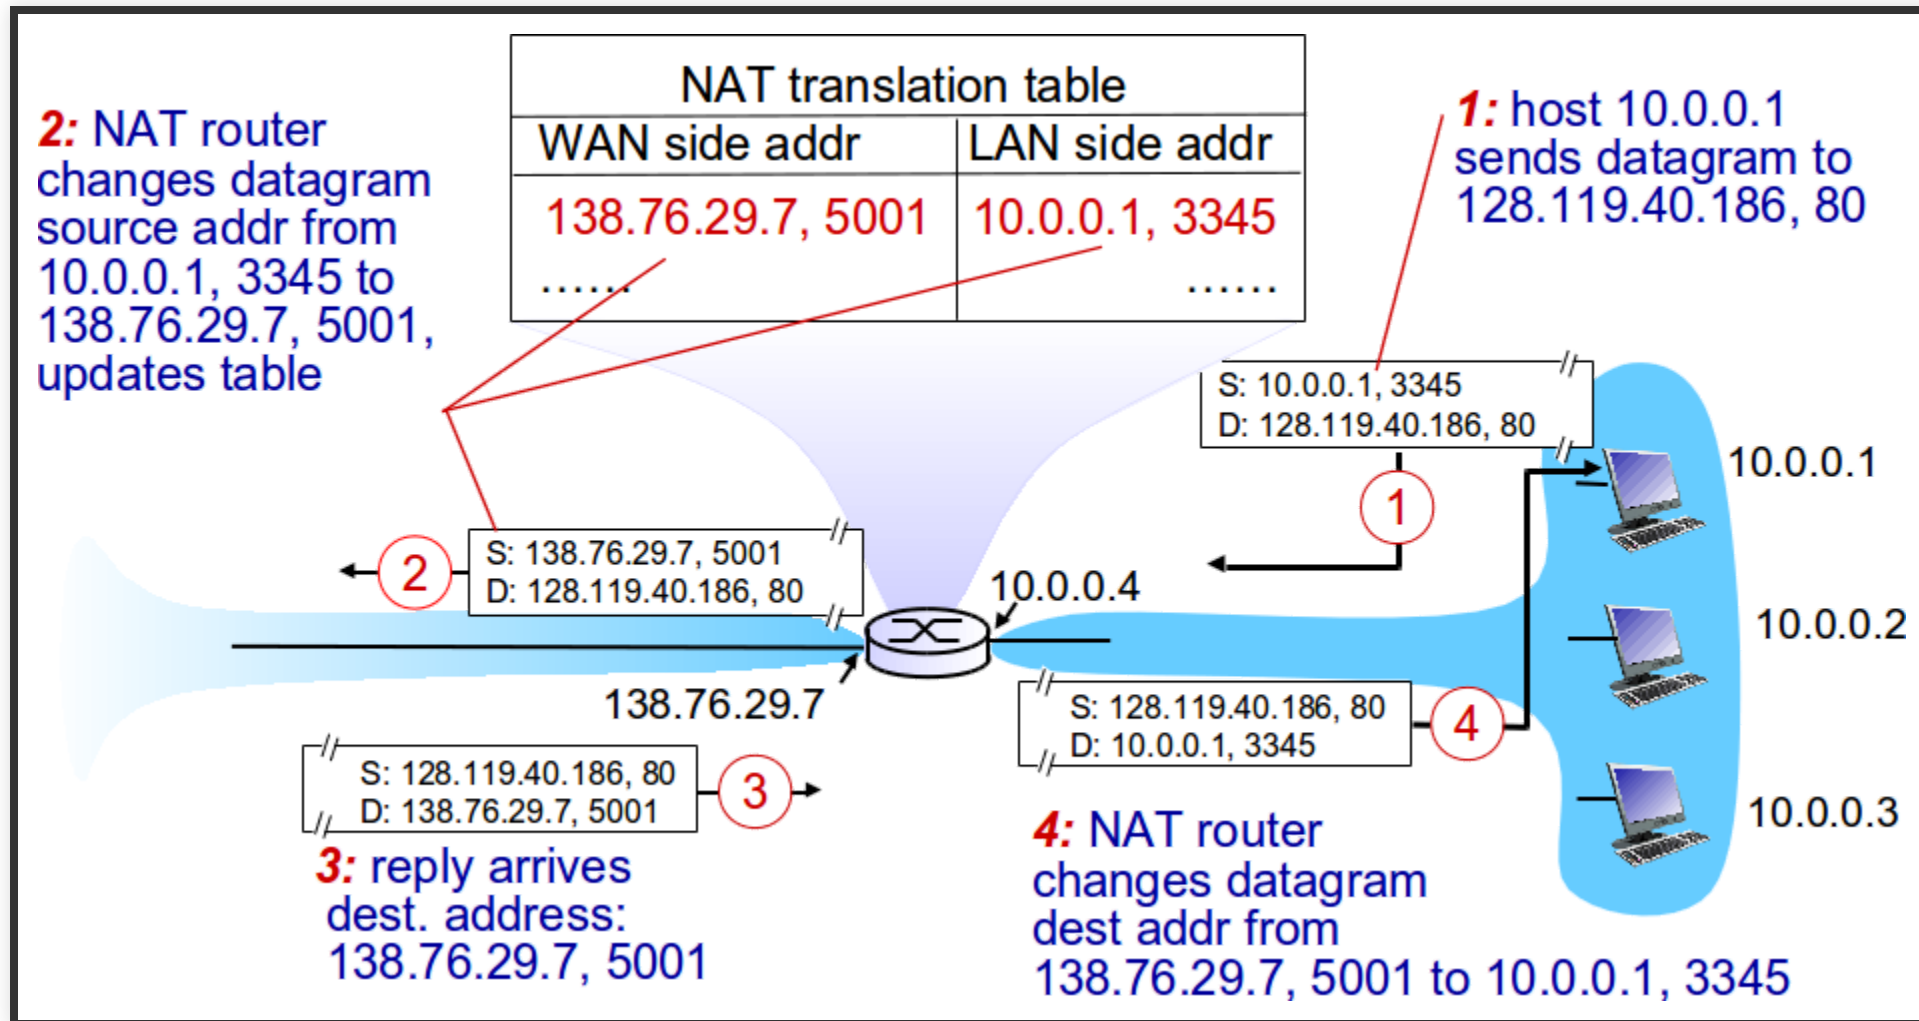 NAT translation table
WAN side addr
LAN side addr
138.76.29.7, 5001
10.0.0.1, 3345
......
......
2: NAT router
changes datagram
source addr from
10.0.0.1, 3345 to
138.76.29.7, 5001,
updates table
1: host 10.0.0.1
sends datagram to
128.119.40.186, 80
S: 10.0.0.1, 3345
D: 128.119.40.186, 80
1
10.0.0.1
2
S: 138.76.29.7, 5001
D: 128.119.40.186, 80
10.0.0.4
10.0.0.2
138.76.29.7
S: 128.119.40.186, 80
D: 10.0.0.1, 3345
4
S: 128.119.40.186, 80
D: 138.76.29.7, 5001
3
10.0.0.3
3: reply arrives
dest. address:
138.76.29.7, 5001
4: NAT router
changes datagram
dest addr from
138.76.29.7, 5001 to 10.0.0.1, 3345